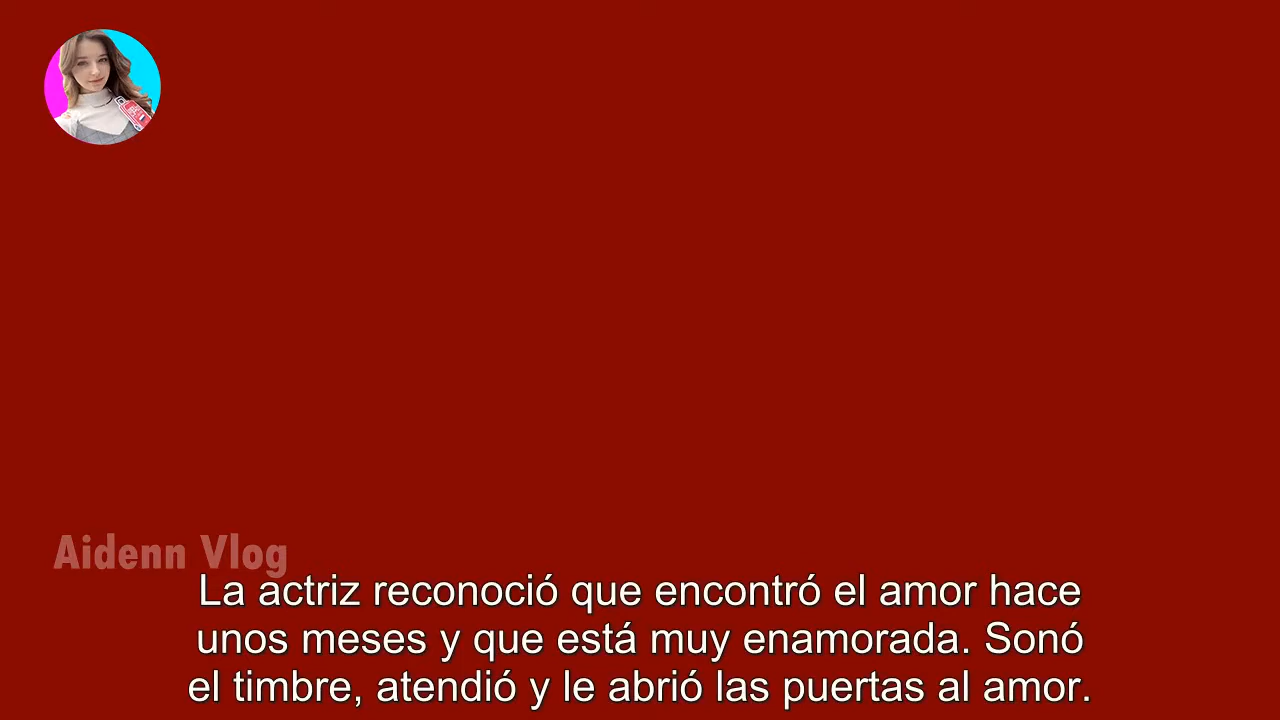 Aidenn Vlog
La actriz reconoció que encontró el amor hace
unos meses y que está muy enamorada. Sonó
el timbre, atendió y le abrió las puertas al amor.